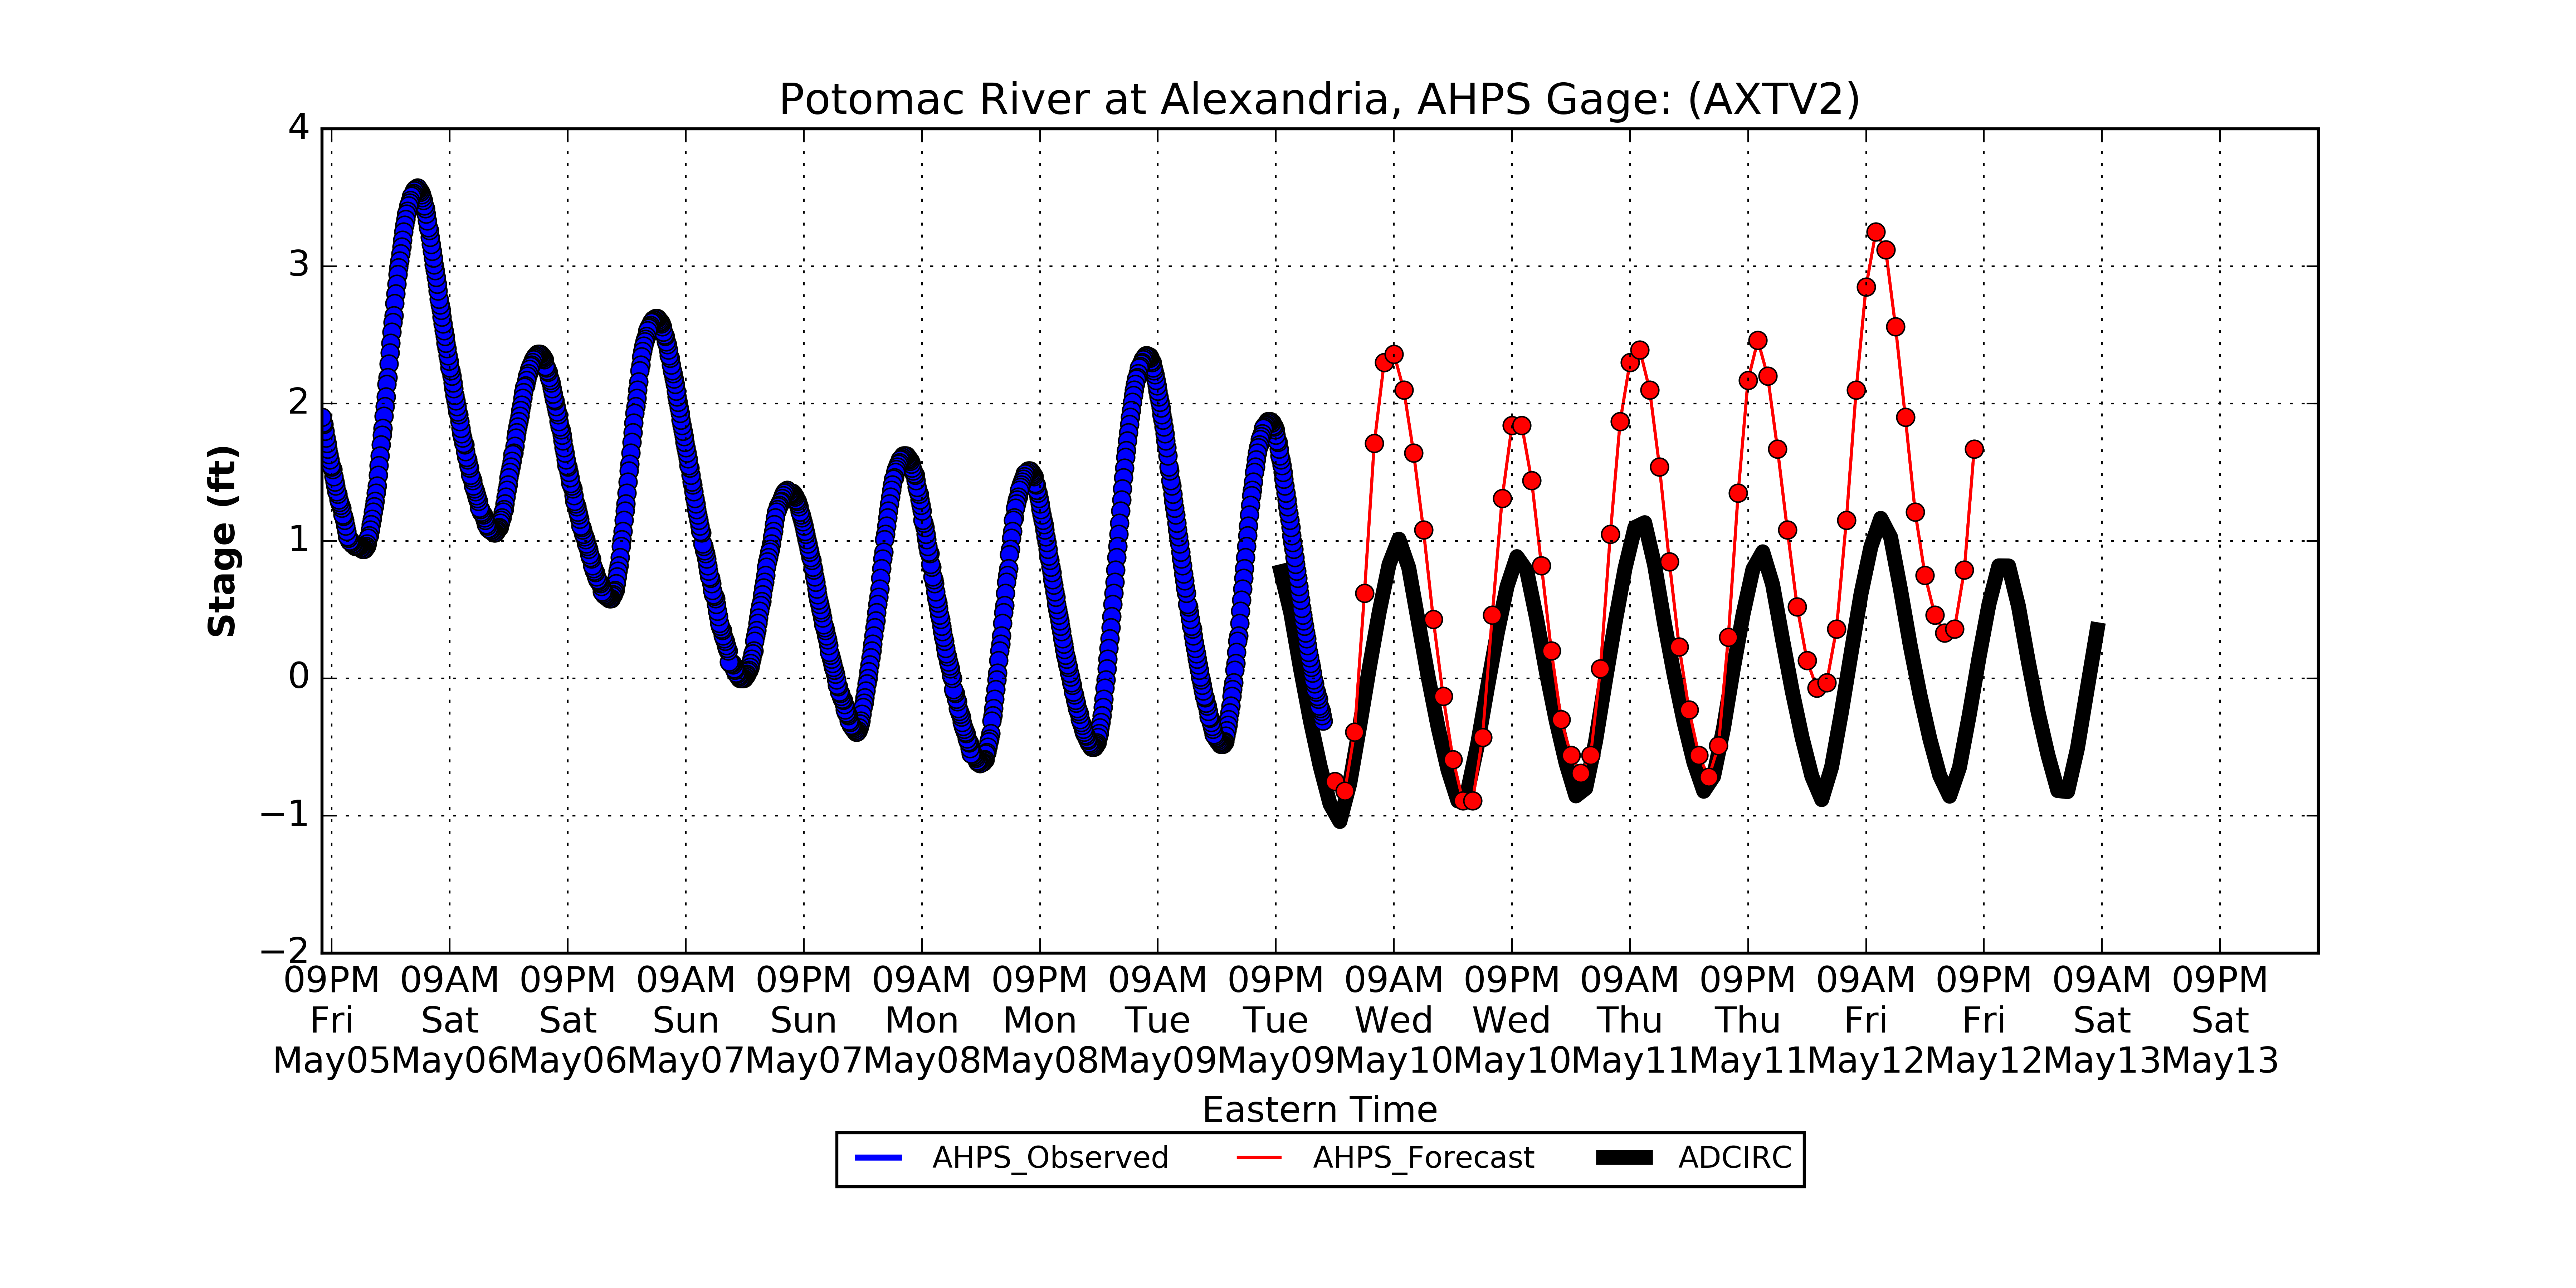 Potomac River at Alexandria, AHPS Gage: (AXTV2)
Stage (ft)
4
3
2
1
0
−1
−2
09PM 09AM 09PM 09AM 09PM 09AM 09PM 09AM 09PM 09AM 09PM 09AM 09PM 09AM 09PM 09AM 09PM
Fri Sat Sat Sun Sun Mon Mon Tue Tue Wed Wed Thu Thu Fri Fri Sat Sat
May05 May06 May06 May07 May07 May08 May08 May09 May09 May10 May10 May11 May11 May12 May12 May13 May13
Eastern Time
AHPS_Observed AHPS_Forecast ADCIRC